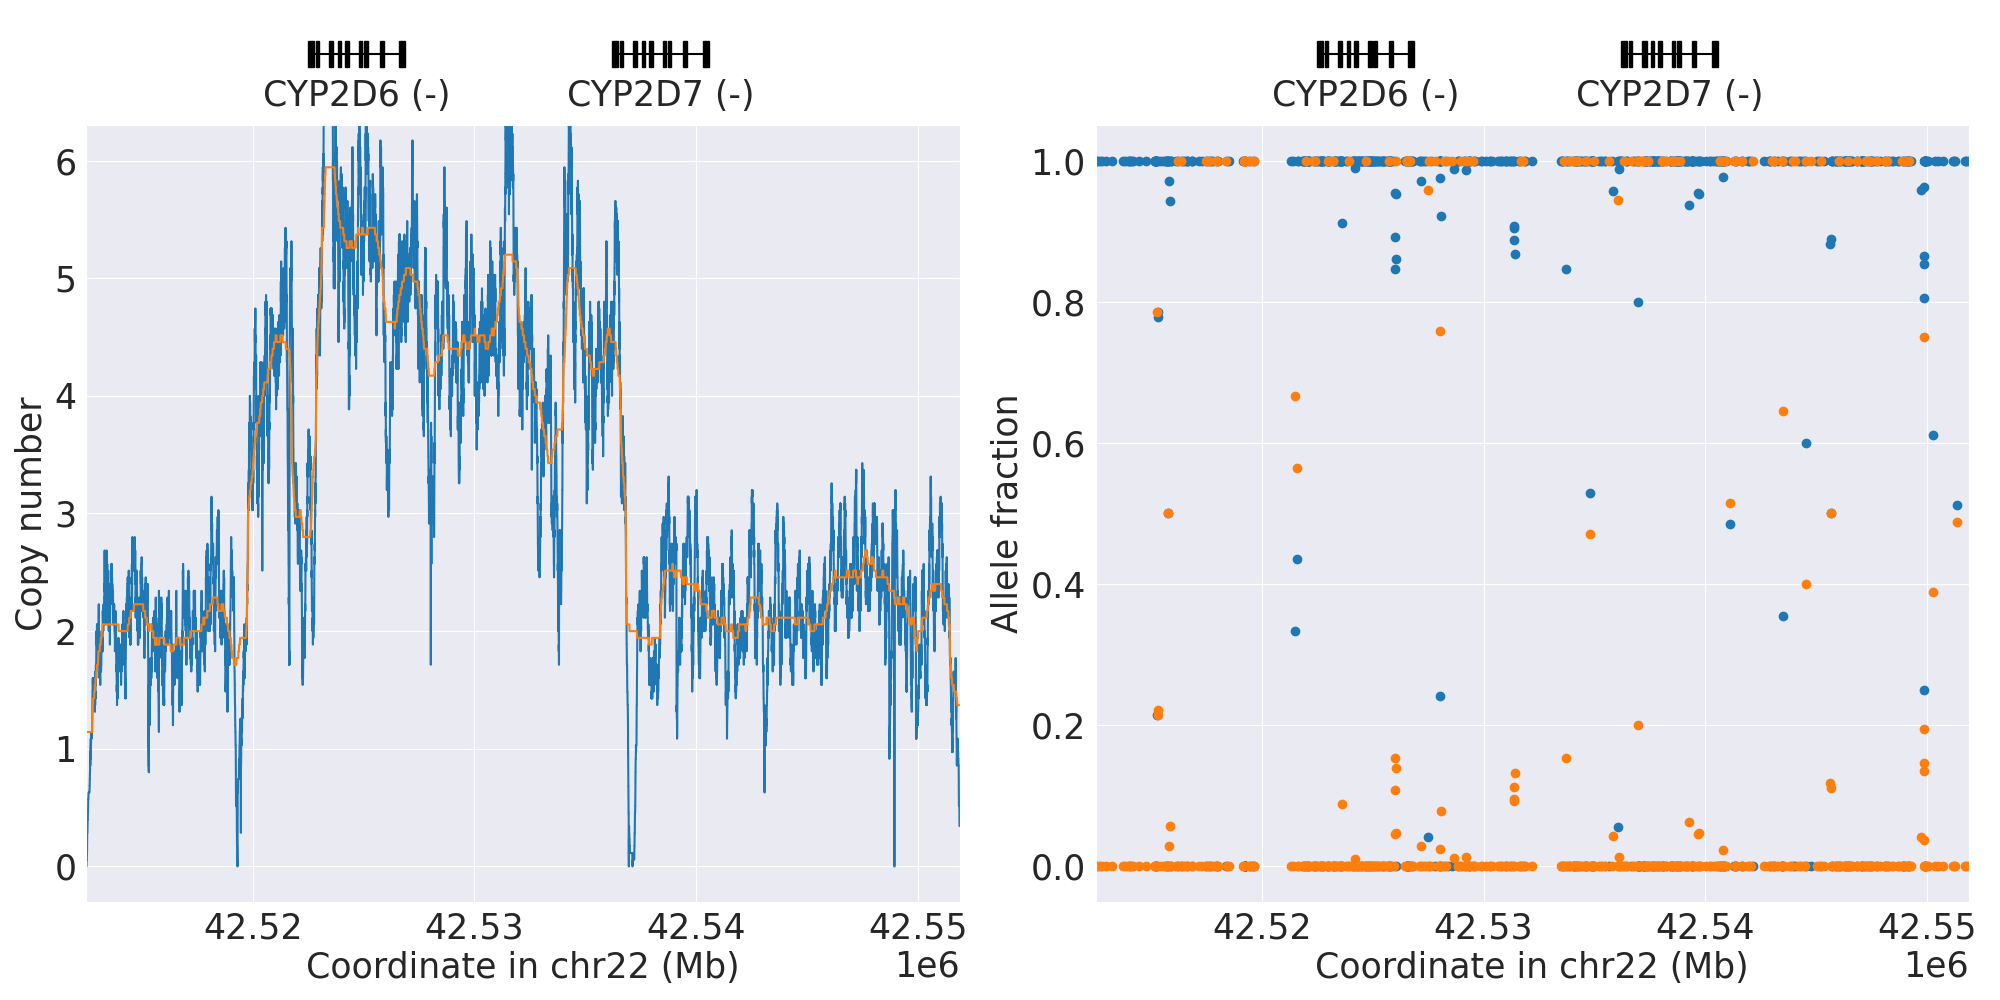 CYP2D6 (-) CYP2D7 (-)
Copy number
6
5
4
3
2
1
0
42.52 42.53 42.54 42.55
Coordinate in chr22 (Mb) 1e6
CYP2D6 (-) CYP2D7 (-)
Allele fraction
1.0
0.8
0.6
0.4
0.2
0.0
42.52 42.53 42.54 42.55
Coordinate in chr22 (Mb) 1e6